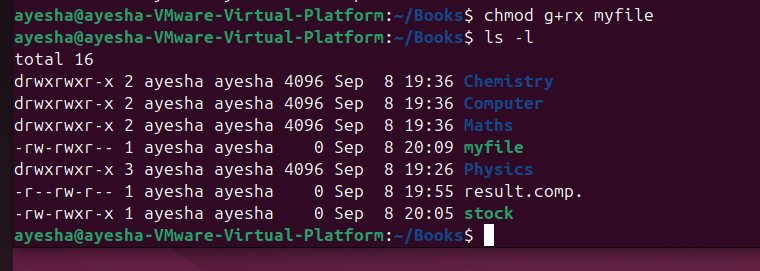 ayesha@ayesha-VMware-Virtual-Platform:~/Books$ chmod g+rx myfile
ayesha@ayesha-VMware-Virtual-Platform:~/Books$ ls -l
total 16
drwxrwxr-x 2 ayesha ayesha 4096 Sep  8 19:36 Chemistry
drwxrwxr-x 2 ayesha ayesha 4096 Sep  8 19:36 Computer
drwxrwxr-x 2 ayesha ayesha 4096 Sep  8 19:36 Maths
-rw-rwxr-- 1 ayesha ayesha    0 Sep  8 20:09 myfile
drwxrwxr-x 3 ayesha ayesha 4096 Sep  8 19:26 Physics
-r--rw-r-- 1 ayesha ayesha    0 Sep  8 19:55 result.comp.
-rw-rwxr-x 1 ayesha ayesha    0 Sep  8 20:05 stock
ayesha@ayesha-VMware-Virtual-Platform:~/Books$